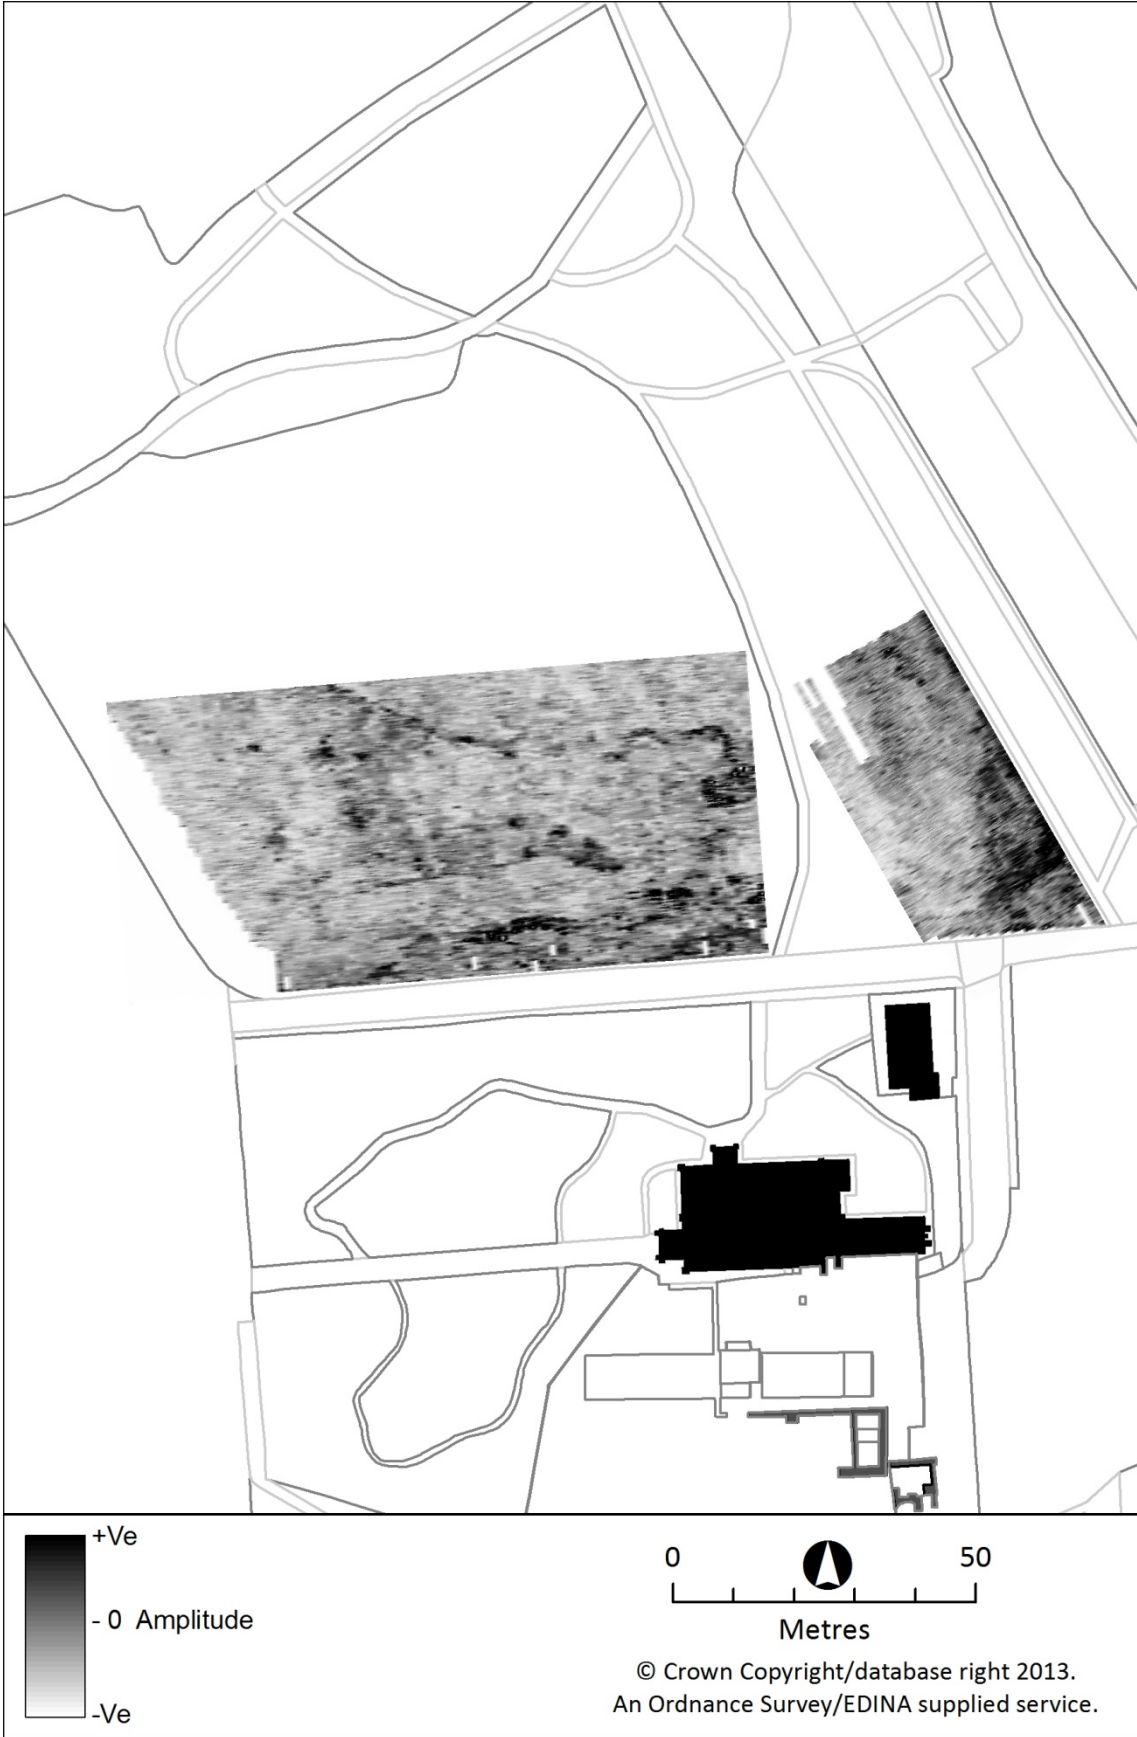 +Ve
- 0 Amplitude
-Ve
0 50
Metres
© Crown Copyright/database right 2013.
An Ordnance Survey/EDINA supplied service.